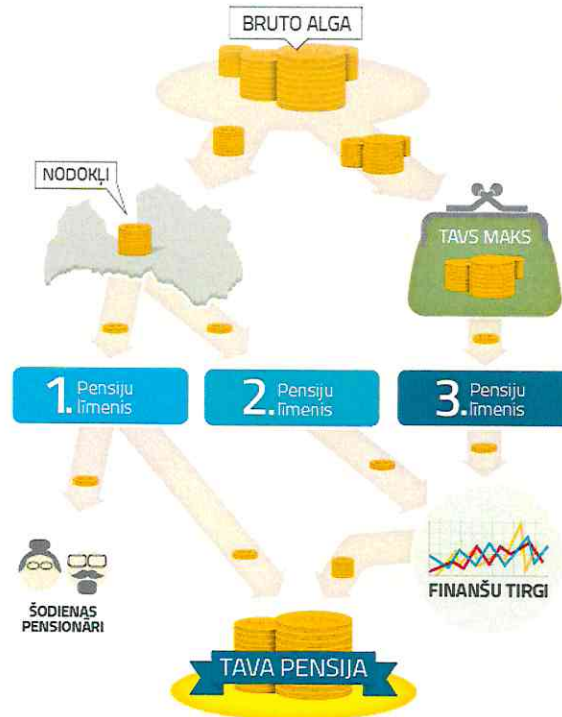 BRUTO ALGA
NODOKĻI
TAVS MAKS
1. Pensiju
līmenis
2. Pensiju
līmenis
3. Pensiju
līmenis
ŠODIENAS
PENSIONĀRI
FINANŠU TIRGI
TAVA PENSIJA